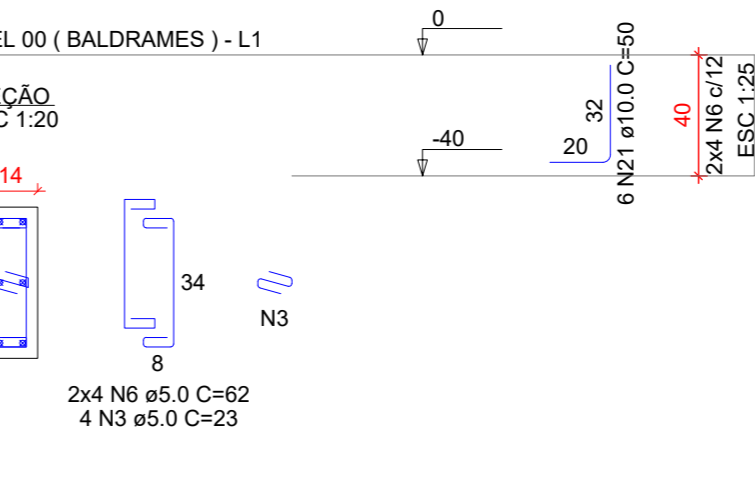 EL 00 ( BALDRAMES ) - L1
EÇÃO
C 1:20
14
34
8
2x4 N6 ø5.0 C=62
4 N3 ø5.0 C=23
N3
0
-40
20
32
6 N21 ø10.0 C=50
40
2x4 N6 c/12
ESC 1:25